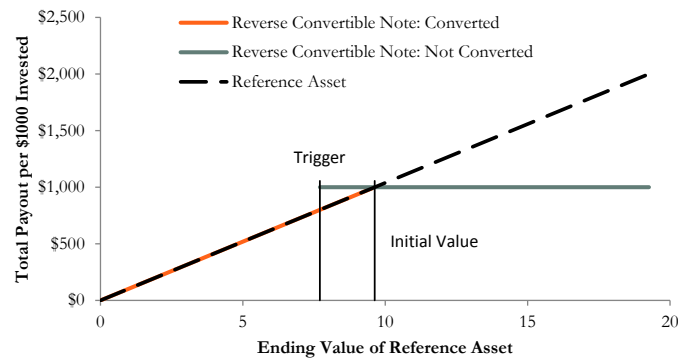 $2,500
$2,000
$1,500
$1,000
$500
$0
Total Payout per $1000 Invested
Reverse Convertible Note: Converted
Reverse Convertible Note: Not Converted
Reference Asset
Trigger
Initial Value
0
5
10
15
20
Ending Value of Reference Asset